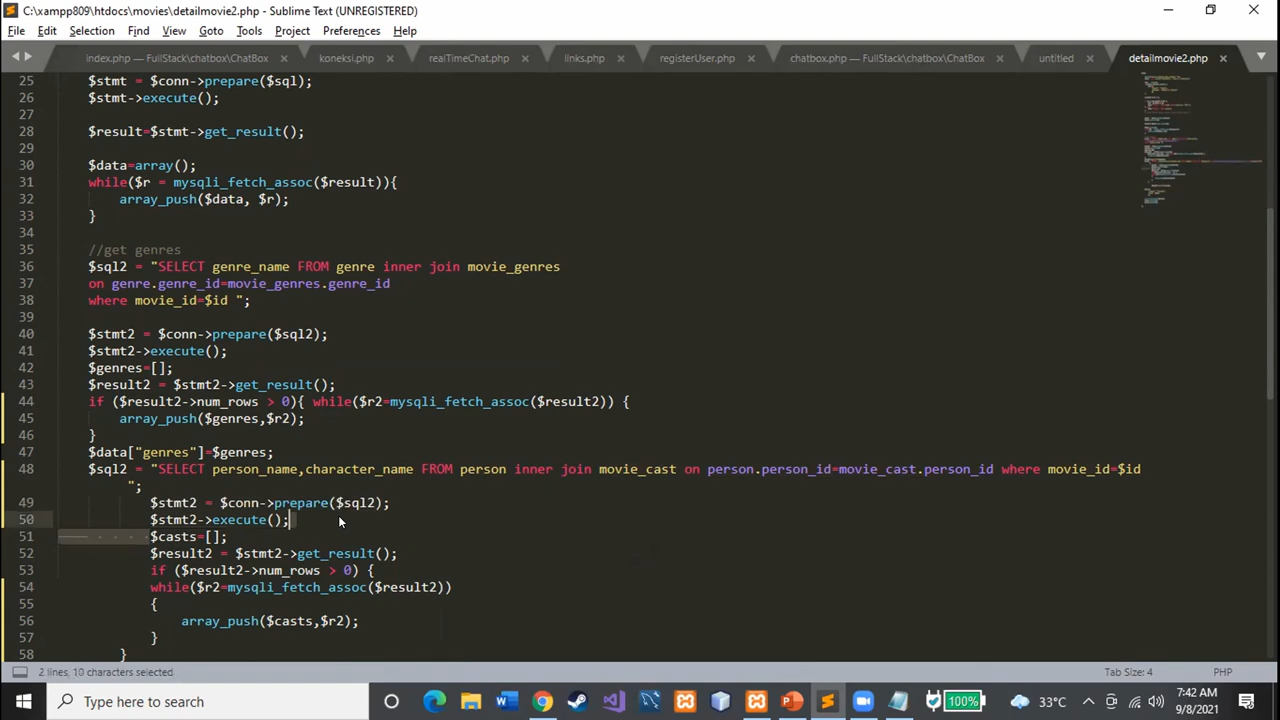 C:\xampp809\htdocs\movies\detailmovie2.php - Sublime Text (UNREGISTERED)
File Edit Selection Find View Goto Tools Project Preferences Help
index.php — FullStack\chatbox\ChatBox koneksi.php realTimeChat.php links.php registerUser.php chatbox.php — FullStack\chatbox\ChatBox untitled detailmovie2.php
25 $stmt = $conn->prepare($sql);
26 $stmt->execute();
27
28 $result=$stmt->get_result();
29
30 $data=array();
31 while($r = mysqli_fetch_assoc($result)){
32 array_push($data, $r);
33 }
34
35 //get genres
36 $sql2 = "SELECT genre_name FROM genre inner join movie_genres
37 on genre.genre_id=movie_genres.genre_id
38 where movie_id=$id ";
39
40 $stmt2 = $conn->prepare($sql2);
41 $stmt2->execute();
42 $genres=[];
43 $result2 = $stmt2->get_result();
44 if ($result2->num_rows > 0){ while($r2=mysqli_fetch_assoc($result2)) {
45 array_push($genres,$r2);
46 }
47 $data["genres"]=$genres;
48 $sql2 = "SELECT person_name,character_name FROM person inner join movie_cast on person.person_id=movie_cast.person_id where movie_id=$id
";
49 $stmt2 = $conn->prepare($sql2);
50 $stmt2->execute();
51 $casts=[];
52 $result2 = $stmt2->get_result();
53 if ($result2->num_rows > 0) {
54 while($r2=mysqli_fetch_assoc($result2))
55 {
56 array_push($casts,$r2);
57 }
58 }
2 lines, 10 characters selected Tab Size: 4 PHP
Type here to search 100% 33°C 7:42 AM
9/8/2021